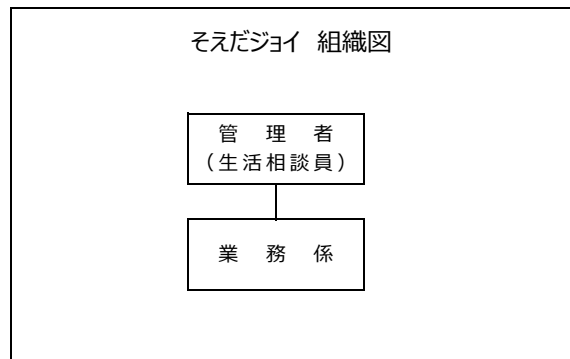 そえだジョイ 組織図
管 理 者
（生活相談員）
業 務 係